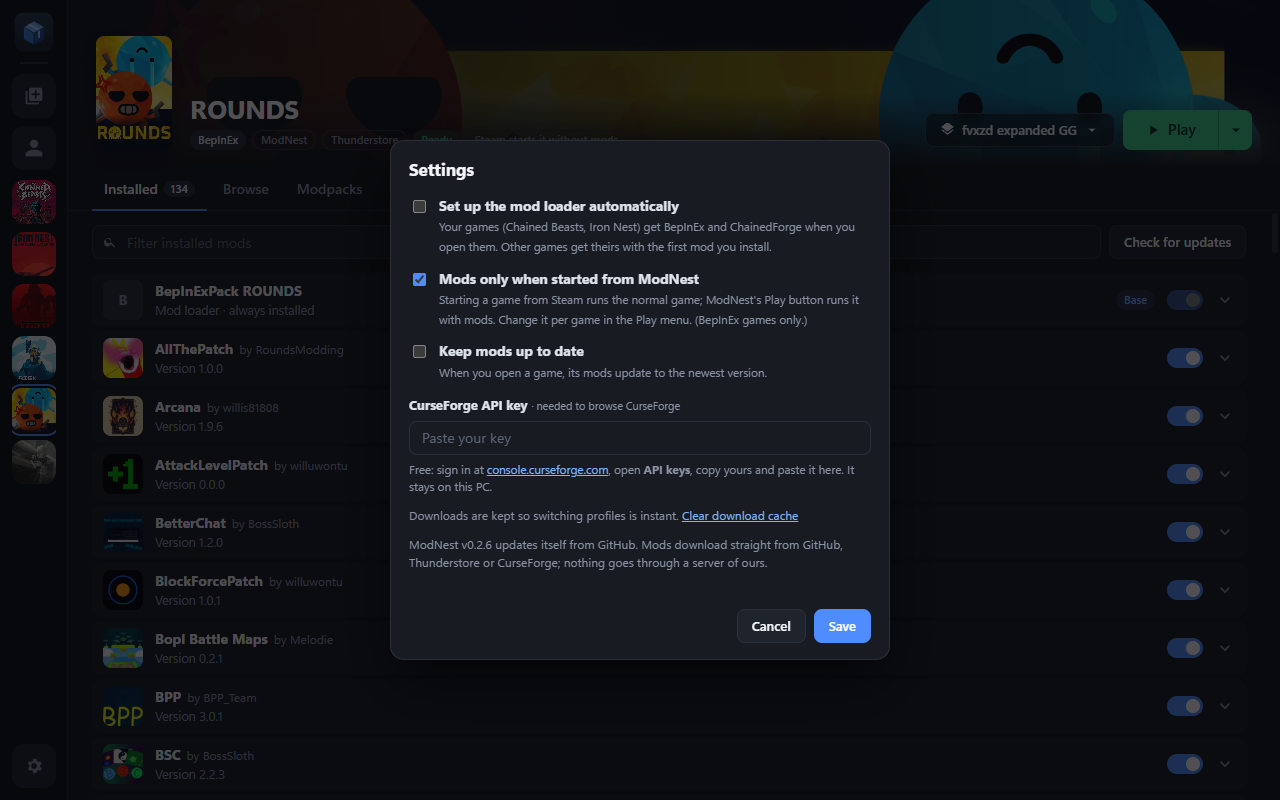 ROUNDS
ROUNDS
BepInEx ModNest Thunderstore Ready Steam starts it without mods
fvxzd expanded GG
Play
Installed 134 Browse Modpacks
Filter installed mods
Check for updates
B
BepInExPack ROUNDS
Mod loader · always installed
Base
AllThePatch by RoundsModding
Version 1.0.0
Arcana by willis81808
Version 1.9.6
+1
AttackLevelPatch by willuwontu
Version 0.0.0
BetterChat by BossSloth
Version 1.2.0
BlockForcePatch by willuwontu
Version 1.0.1
Bopl Battle Maps by Melodie
Version 0.2.1
BPP
BPP by BPP_Team
Version 3.0.1
BSC by BossSloth
Version 2.2.3
Settings
Set up the mod loader automatically
Your games (Chained Beasts, Iron Nest) get BepInEx and ChainedForge when you
open them. Other games get theirs with the first mod you install.
Mods only when started from ModNest
Starting a game from Steam runs the normal game; ModNest's Play button runs it
with mods. Change it per game in the Play menu. (BepInEx games only.)
Keep mods up to date
When you open a game, its mods update to the newest version.
CurseForge API key · needed to browse CurseForge
Paste your key
Free: sign in at console.curseforge.com, open API keys, copy yours and paste it here. It
stays on this PC.
Downloads are kept so switching profiles is instant. Clear download cache
ModNest v0.2.6 updates itself from GitHub. Mods download straight from GitHub,
Thunderstore or CurseForge; nothing goes through a server of ours.
Cancel
Save